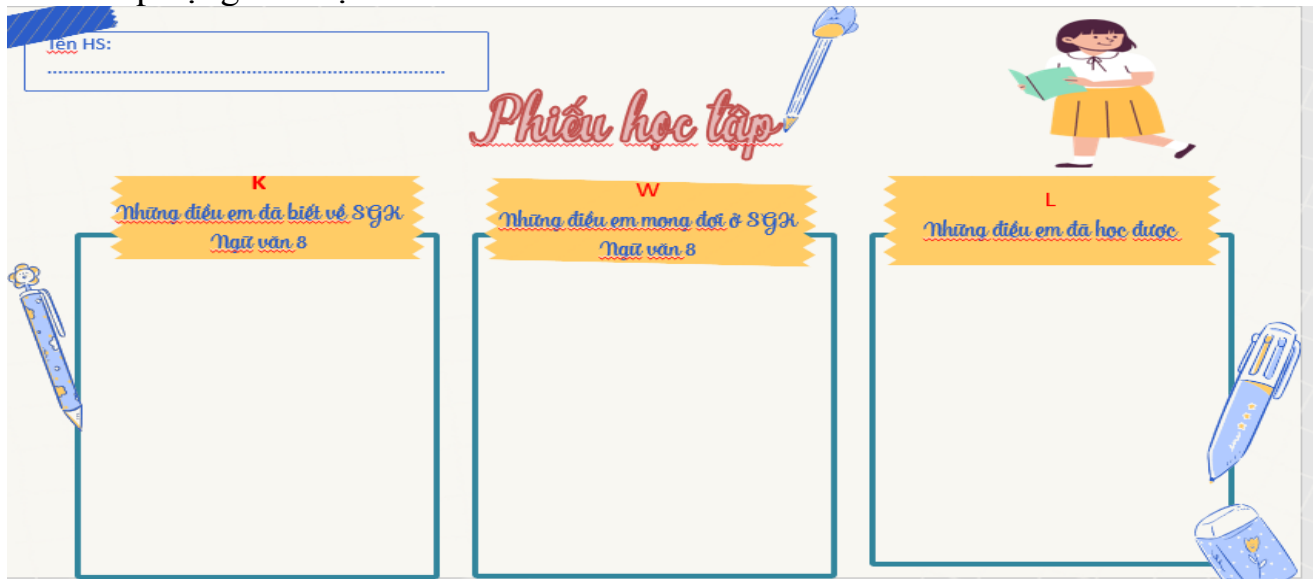 Tên HS:
Phiếu học tập
K
Những điều em đã biết về SGK
Ngữ văn 8
W
Những điều em mong đợi ở SGK
Ngữ văn 8
L
Những điều em đã học được